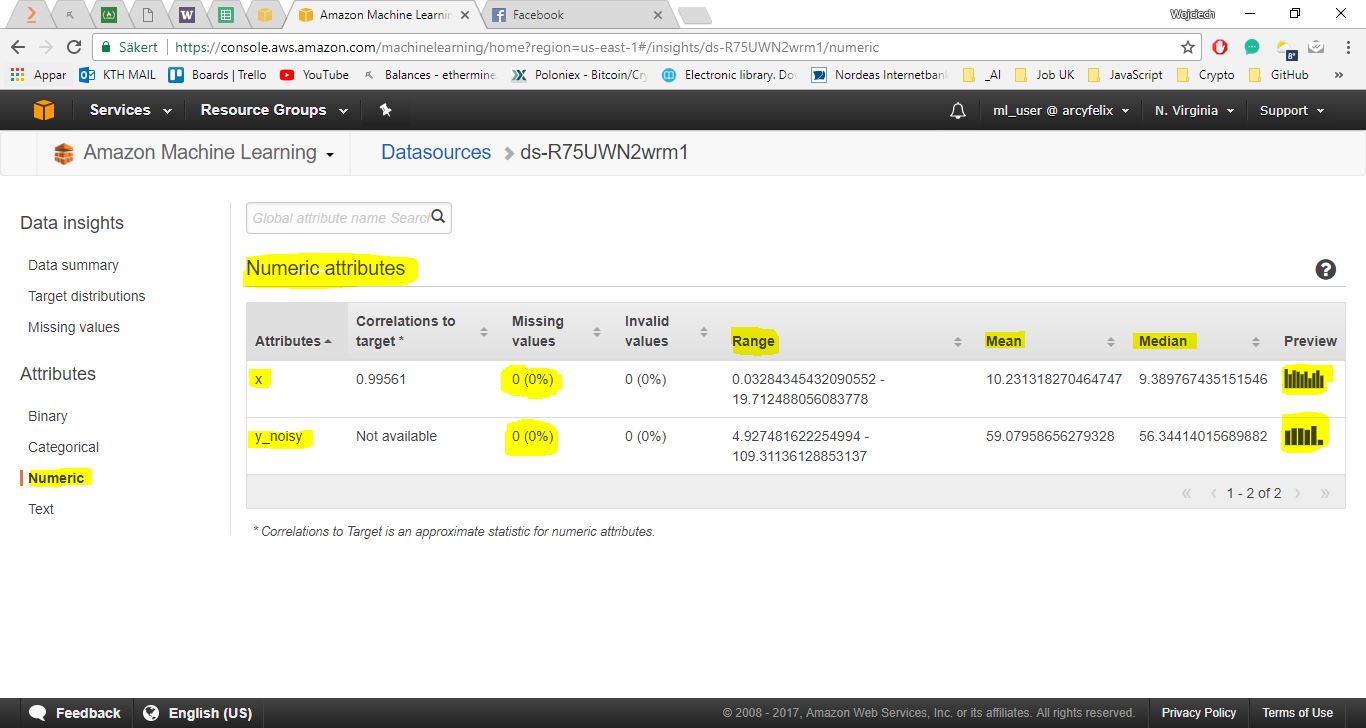 Wojciech
Amazon Machine Learnin
Facebook
Säkert
https://console.aws.amazon.com/machinelearning/home?region=us-east-1#/insights/ds-R75UWN2wrm1/numeric
8°
Appar
KTH MAIL
Boards | Trello
YouTube
Balances - ethermine
Poloniex - Bitcoin/Cry
Electronic library. Do
Nordeas Internetban
_AI
Job UK
JavaScript
Crypto
GitHub
»
Services
Resource Groups
ml_user @ arcyfelix
N. Virginia
Support
Amazon Machine Learning
Datasources
ds-R75UWN2wrm1
Data insights
Data summary
Target distributions
Missing values
Attributes
Binary
Categorical
Numeric
Text
Global attribute name Search
Numeric attributes
?
Attributes
Correlations to target *
Missing values
Invalid values
Range
Mean
Median
Preview
x
0.99561
0 (0%)
0 (0%)
0.03284345432090552 -
19.712488056083778
10.231318270464747
9.389767435151546
y_noisy
Not available
0 (0%)
0 (0%)
4.927481622254994 -
109.31136128853137
59.07958656279328
56.34414015689882
« ‹ 1 - 2 of 2 › »
* Correlations to Target is an approximate statistic for numeric attributes.
Feedback
English (US)
© 2008 - 2017, Amazon Web Services, Inc. or its affiliates. All rights reserved.
Privacy Policy
Terms of Use